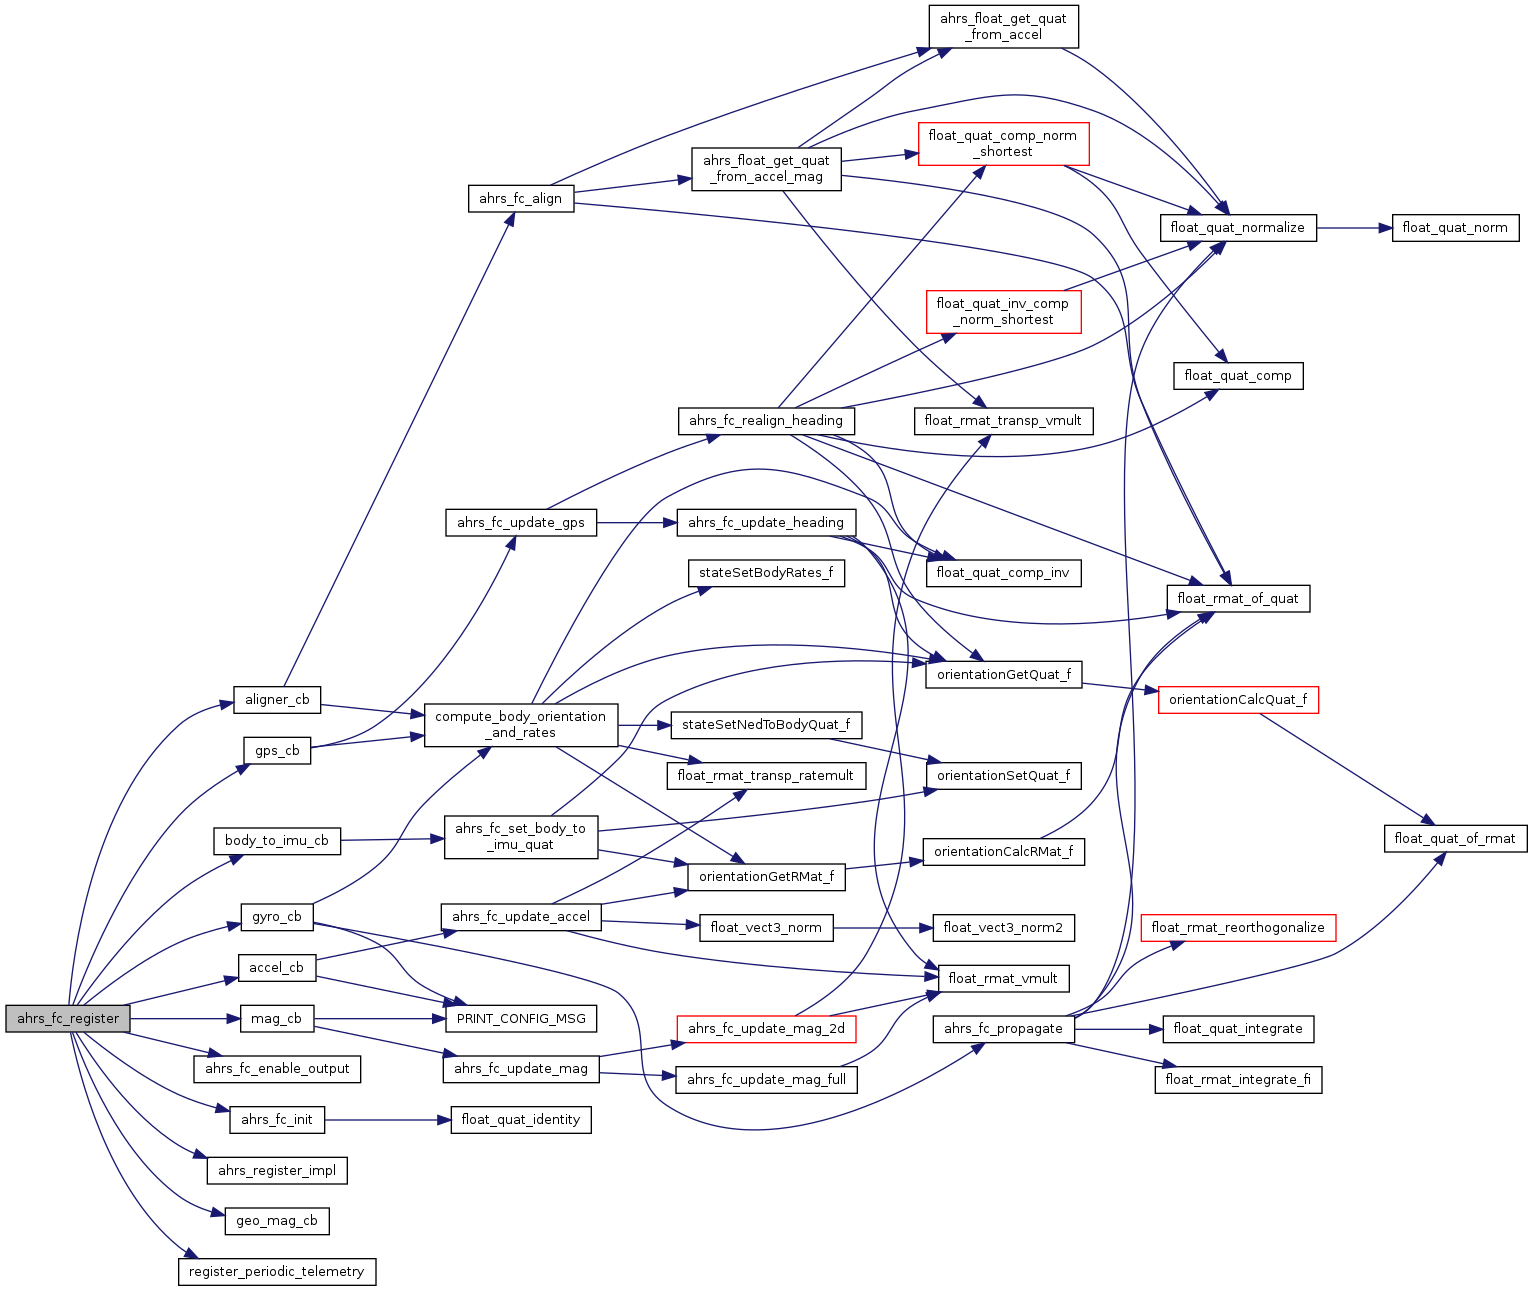 ahrs_float_get_quat
_from_accel
float_quat_comp_norm
_shortest
ahrs_float_get_quat
_from_accel_mag
ahrs_fc_align
float_quat_normalize
float_quat_norm
float_quat_inv_comp
_norm_shortest
float_quat_comp
ahrs_fc_realign_heading
float_rmat_transp_vmult
ahrs_fc_update_gps
ahrs_fc_update_heading
stateSetBodyRates_f
float_quat_comp_inv
float_rmat_of_quat
orientationGetQuat_f
aligner_cb
orientationCalcQuat_f
compute_body_orientation
_and_rates
stateSetNedToBodyQuat_f
gps_cb
float_rmat_transp_ratemult
orientationSetQuat_f
body_to_imu_cb
ahrs_fc_set_body_to
_imu_quat
float_quat_of_rmat
orientationCalcRMat_f
orientationGetRMat_f
gyro_cb
ahrs_fc_update_accel
float_vect3_norm
float_vect3_norm2
float_rmat_reorthogonalize
accel_cb
float_rmat_vmult
ahrs_fc_register
mag_cb
PRINT_CONFIG_MSG
ahrs_fc_update_mag_2d
ahrs_fc_propagate
float_quat_integrate
ahrs_fc_enable_output
ahrs_fc_update_mag
ahrs_fc_update_mag_full
float_rmat_integrate_fi
ahrs_fc_init
float_quat_identity
ahrs_register_impl
geo_mag_cb
register_periodic_telemetry